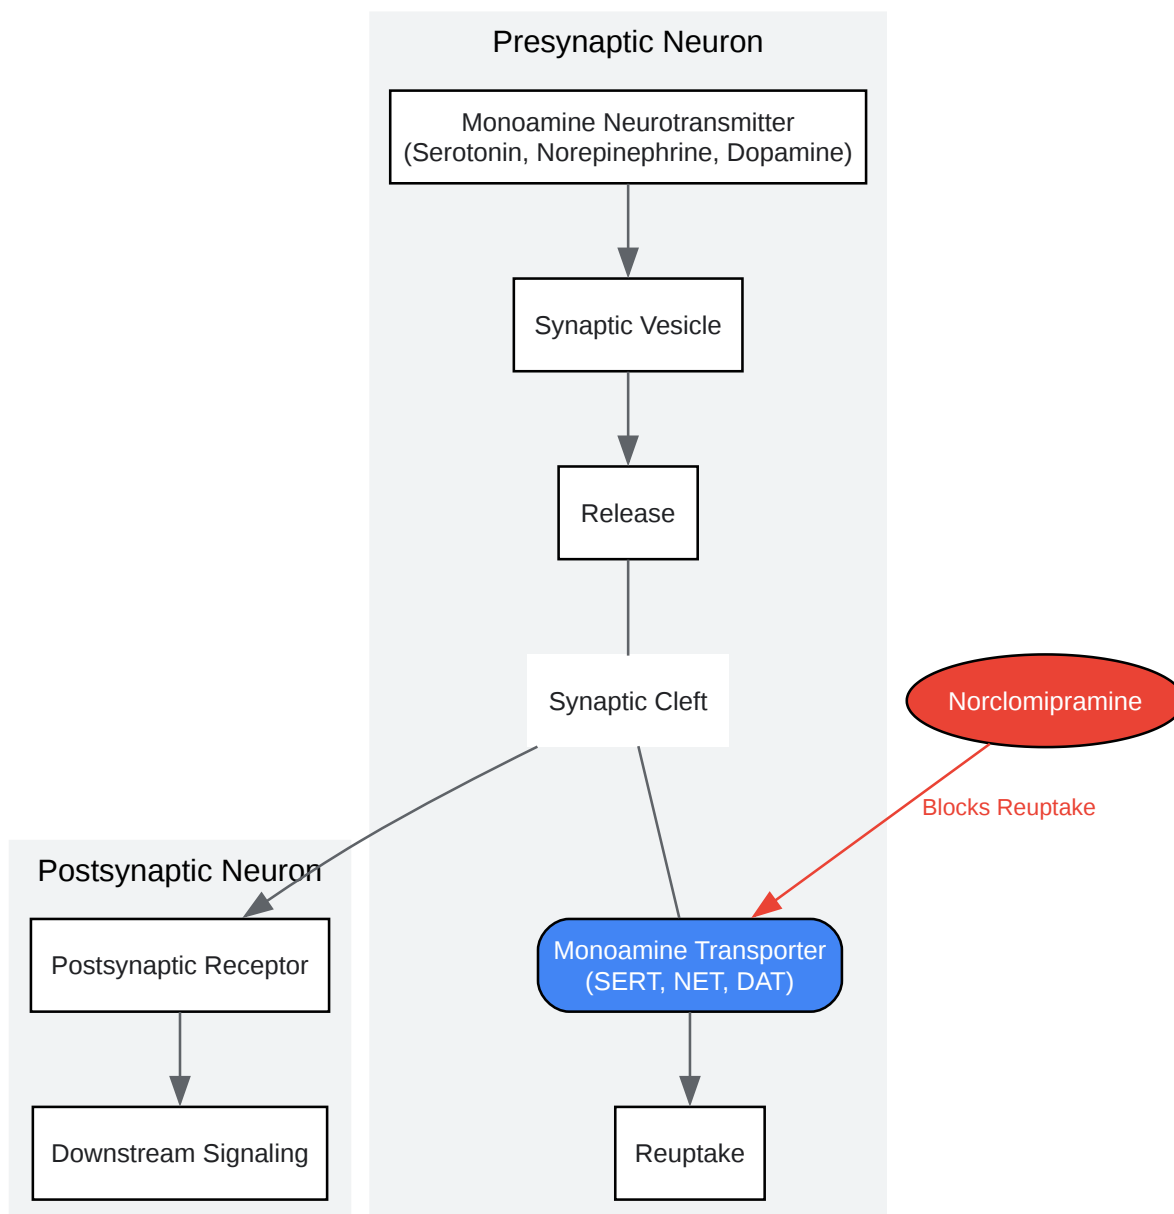 Presynaptic Neuron
Monoamine Neurotransmitter
(Serotonin, Norepinephrine, Dopamine)
Synaptic Vesicle
Release
Synaptic Cleft
Norclomipramine
Blocks Reuptake
Postsynaptic Neuron
Postsynaptic Receptor
Monoamine Transporter
(SERT, NET, DAT)
Downstream Signaling
Reuptake